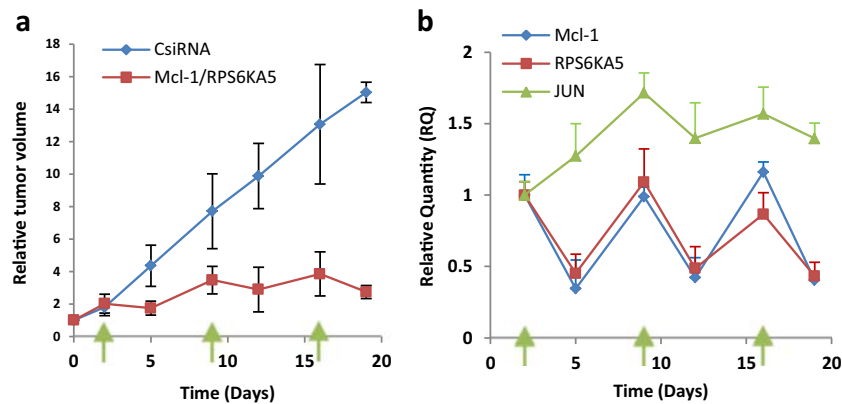 a
CsiRNA
Mcl-1/RPS6KA5
Relative tumor volume
18
16
14
12
10
8
6
4
2
0
0 5 10 15 20
Time (Days)
b
Mcl-1
RPS6KA5
JUN
Relative Quantity (RQ)
2
1.5
1
0.5
0
0 5 10 15 20
Time (Days)